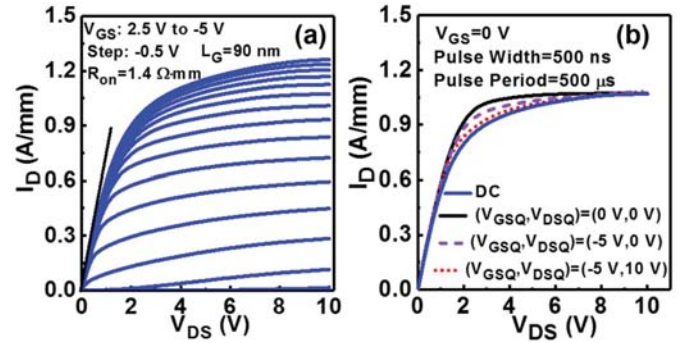 V_GS: 2.5 V to -5 V (a)
Step: -0.5 V L_G=90 nm
R_on=1.4 Ω·mm
1.5
1.2
0.9
0.6
0.3
0.0
I_D (A/mm)
0 2 4 6 8 10
V_DS (V)
V_GS=0 V (b)
Pulse Width=500 ns
Pulse Period=500 μs
DC
(V_GSQ,V_DSQ)=(0 V,0 V)
(V_GSQ,V_DSQ)=(-5 V,0 V)
(V_GSQ,V_DSQ)=(-5 V,10 V)
1.5
1.2
0.9
0.6
0.3
0.0
I_D (A/mm)
0 2 4 6 8 10
V_DS (V)